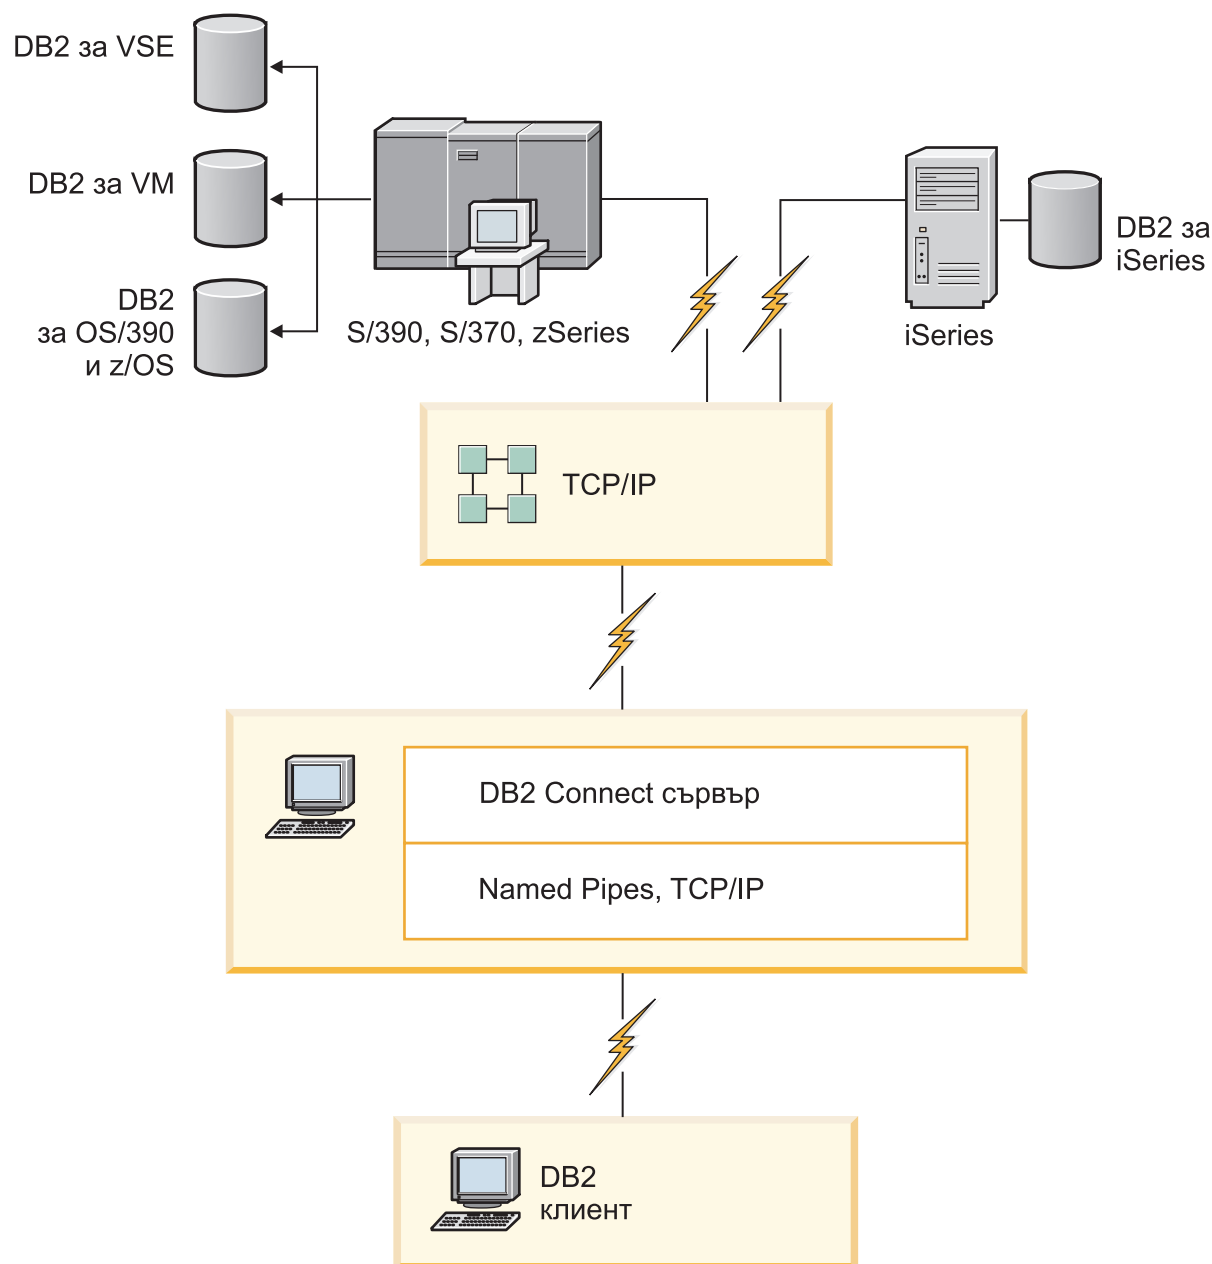 DB2 за VSE
DB2 за VM
DB2
за OS/390
и z/OS
S/390, S/370, zSeries
iSeries
DB2 за
iSeries
TCP/IP
DB2 Connect сървър
Named Pipes, TCP/IP
DB2
клиент